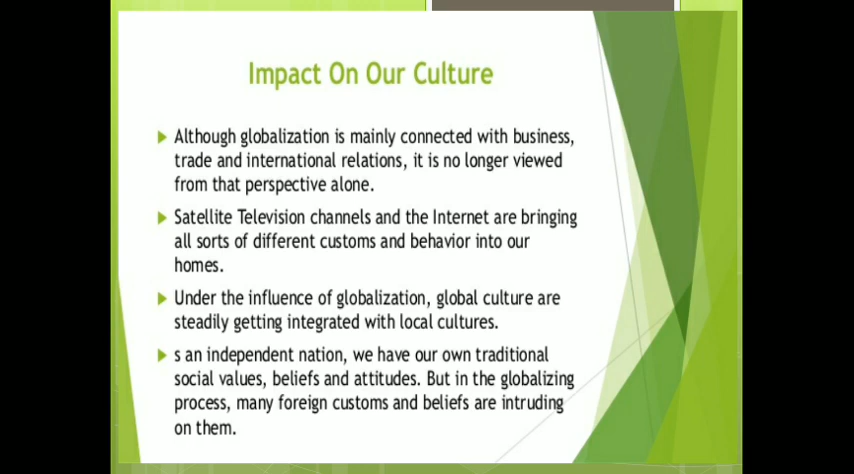 Impact On Our Culture
Although globalization is mainly connected with business,
trade and international relations, it is no longer viewed
from that perspective alone.
Satellite Television channels and the Internet are bringing
all sorts of different customs and behavior into our
homes.
Under the influence of globalization, global culture are
steadily getting integrated with local cultures.
s an independent nation, we have our own traditional
social values, beliefs and attitudes. But in the globalizing
process, many foreign customs and beliefs are intruding
on them.